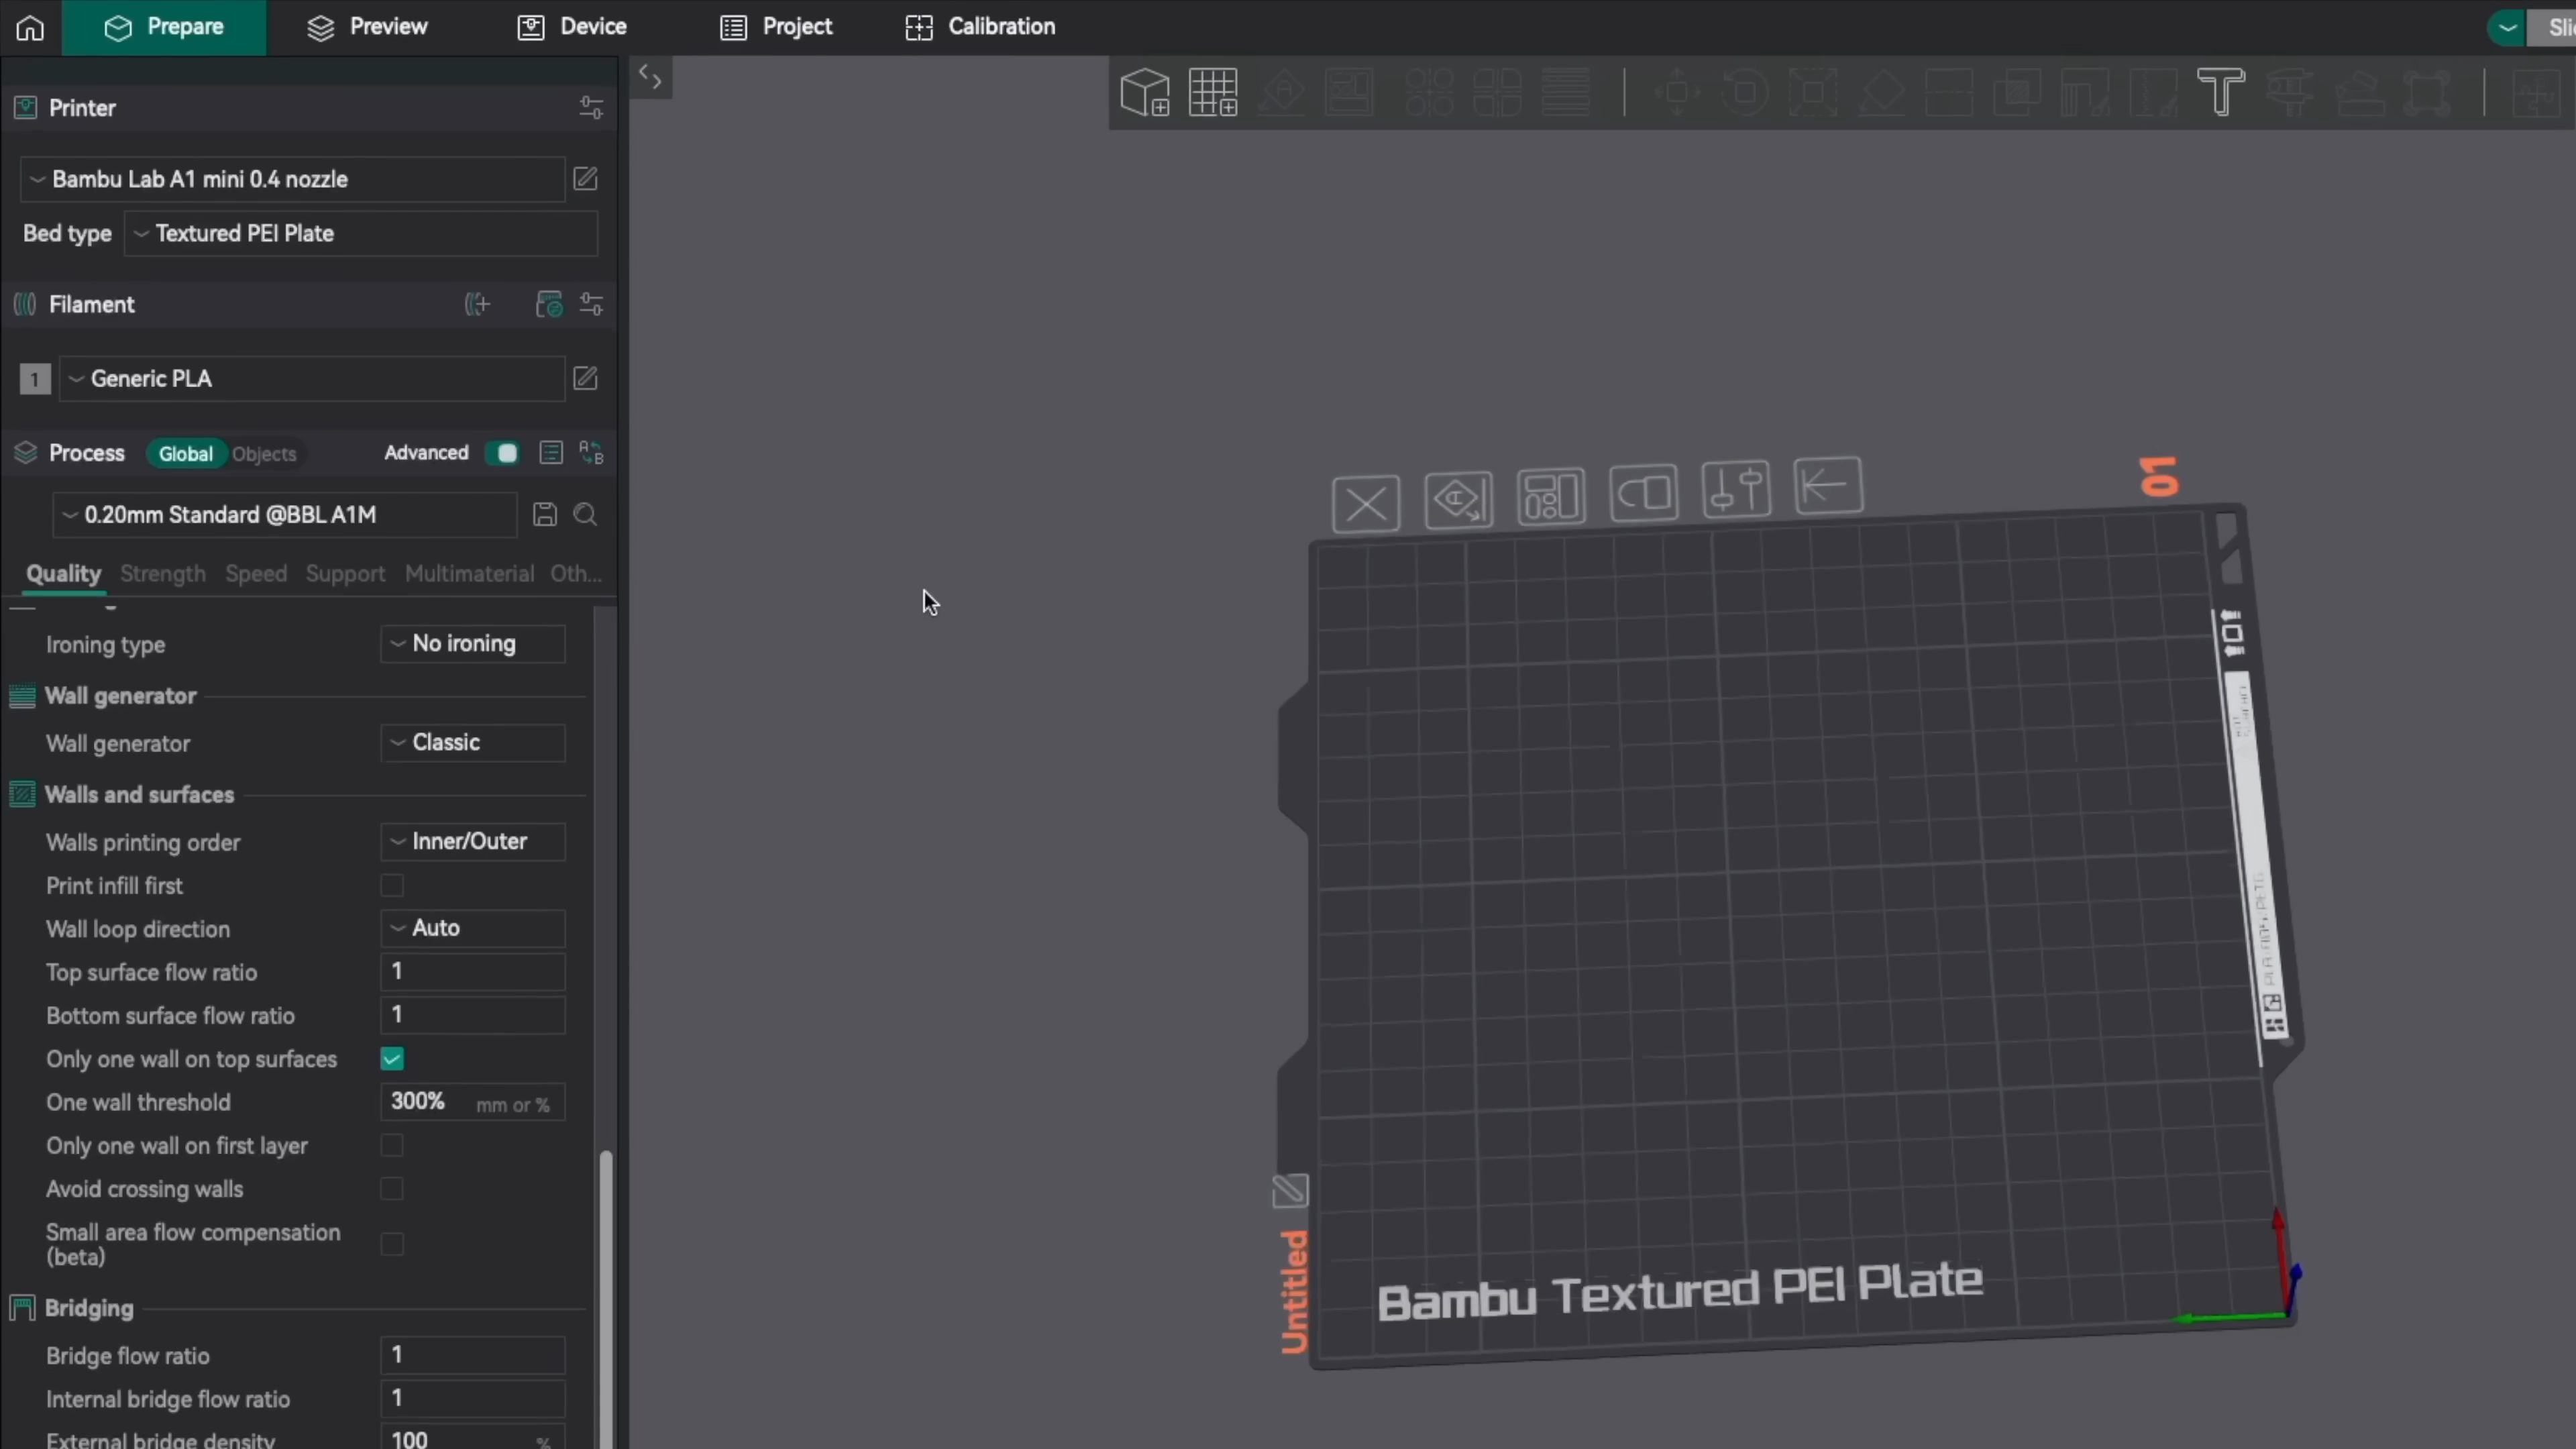 Prepare Preview Device Project Calibration
Printer
Bambu Lab A1 mini 0.4 nozzle
Bed type Textured PEI Plate
Filament
1 Generic PLA
Process Global Objects Advanced
0.20mm Standard @BBL A1M
Quality Strength Speed Support Multimaterial Oth...
Ironing type No ironing
Wall generator
Wall generator Classic
Walls and surfaces
Walls printing order Inner/Outer
Print infill first
Wall loop direction Auto
Top surface flow ratio 1
Bottom surface flow ratio 1
Only one wall on top surfaces
One wall threshold 300% mm or %
Only one wall on first layer
Avoid crossing walls
Small area flow compensation
(beta)
Bridging
Bridge flow ratio 1
Internal bridge flow ratio 1
External bridge density 100 %
01
Untitled
Bambu Textured PEI Plate